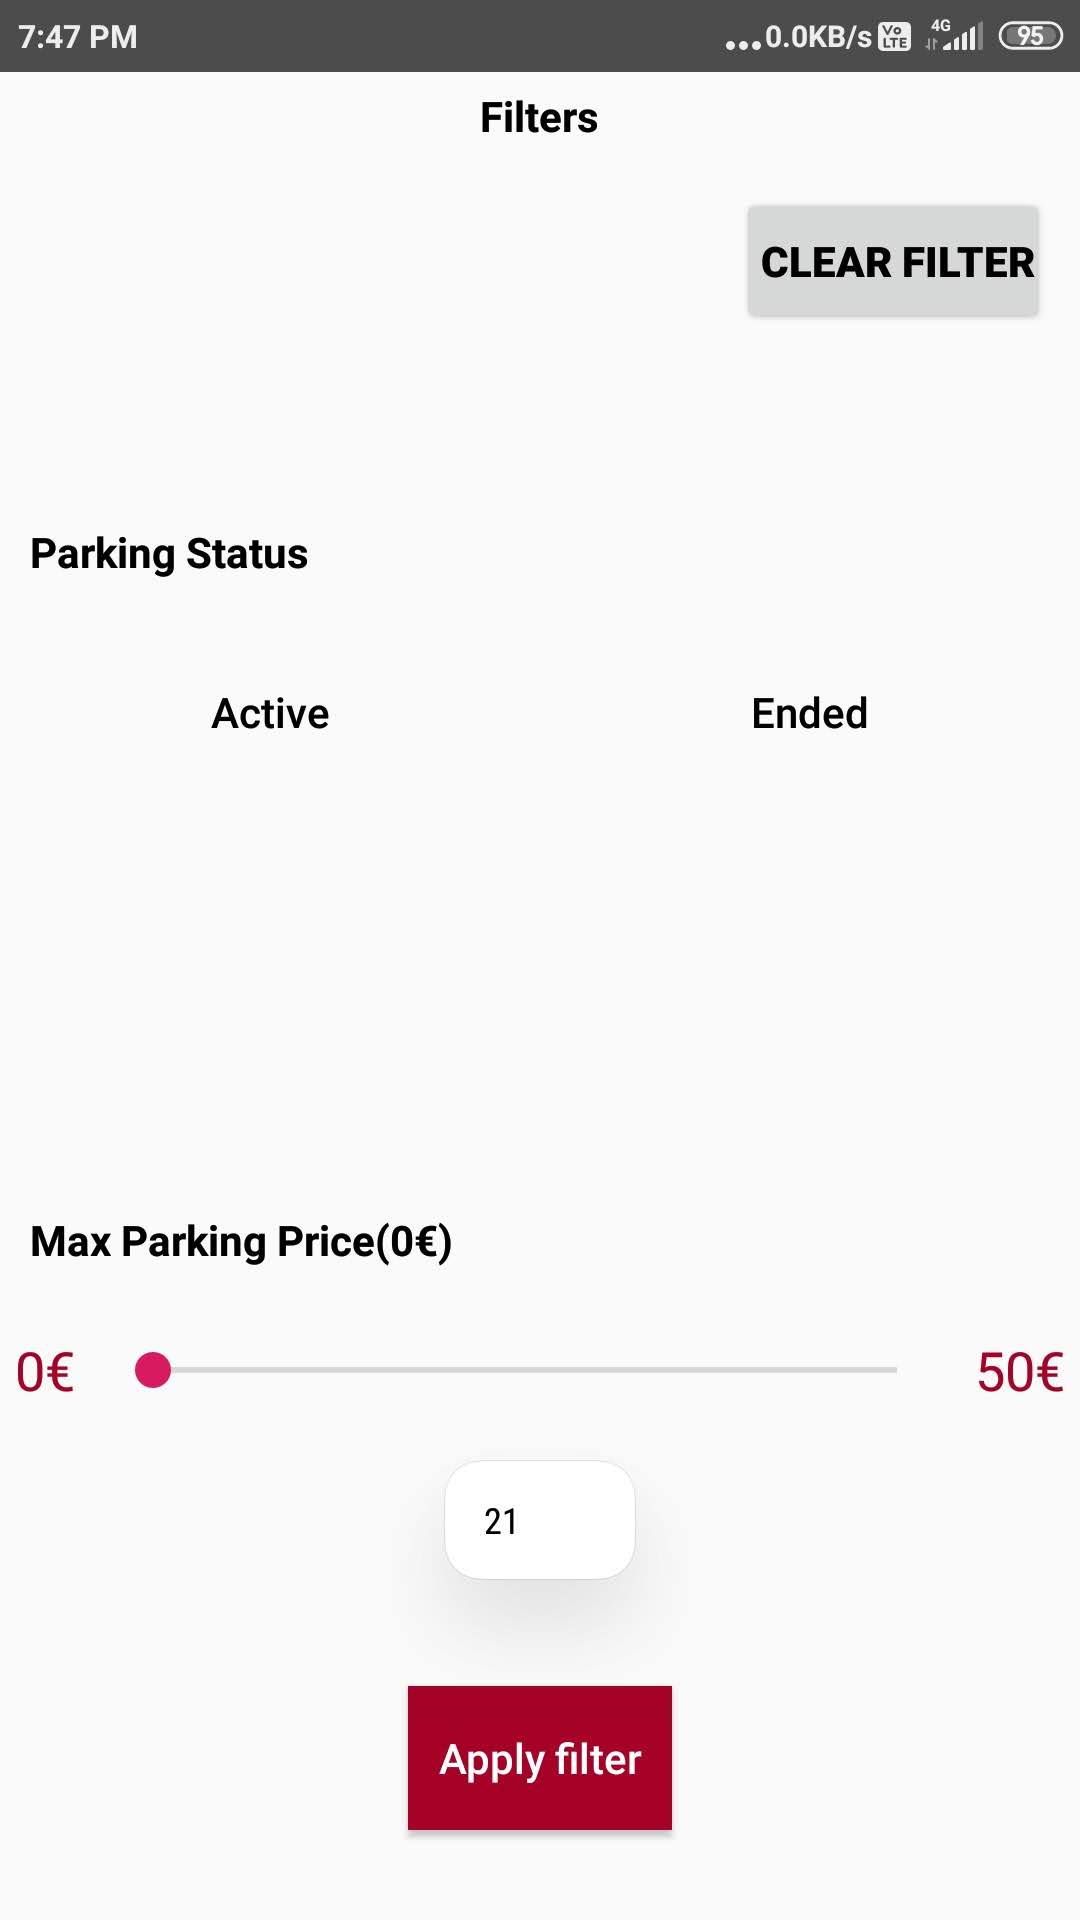 7:47 PM
...0.0KB/s Vo LTE 4G 95
Filters
CLEAR FILTER
Parking Status
Active Ended
Max Parking Price(0€)
0€ 50€
21
Apply filter